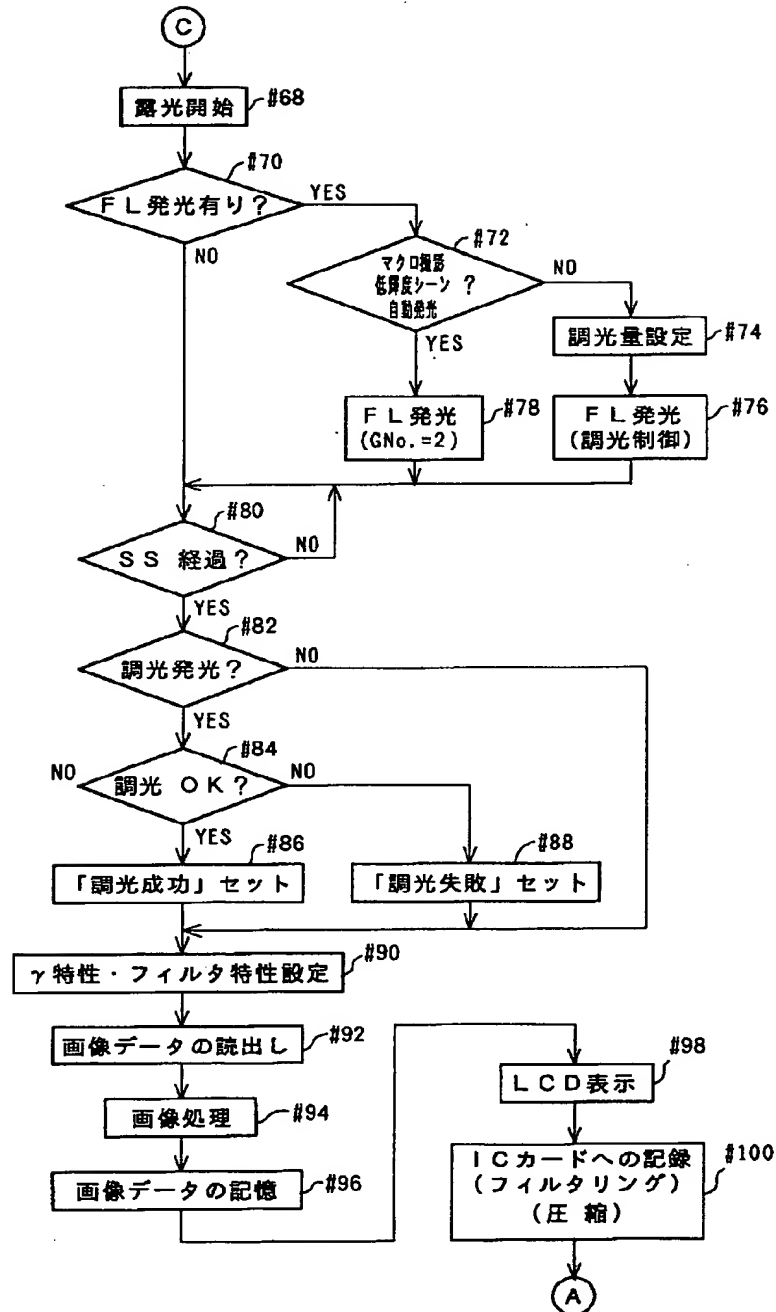 C
露光開始
#68
#70
FL発光有り?
YES
NO
#72
マクロ撮影
低輝度シーン ?
自動発光
NO
YES
調光量設定
#74
FL発光
(GNo.=2)
#78
FL発光
(調光制御)
#76
#80
SS 経過?
NO
YES
#82
調光発光?
NO
YES
#84
NO
調光 OK?
NO
YES
#86
「調光成功」セット
#88
「調光失敗」セット
#90
γ特性・フィルタ特性設定
画像データの読出し
#92
画像処理
#94
画像データの記憶
#96
#98
LCD表示
#100
ICカードへの記録
(フィルタリング)
(圧縮)
A